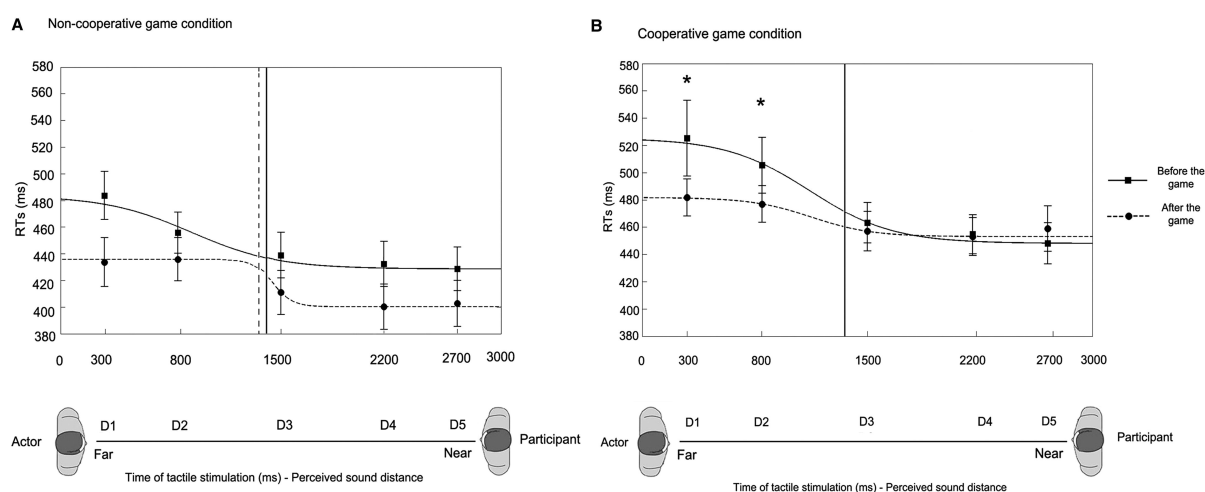 A
Non-cooperative game condition
580
560
540
520
500
480
460
440
420
400
380
RTs (ms)
0 300 800 1500 2200 2700 3000
Actor
D1 D2 D3 D4 D5
Far Near
Participant
Time of tactile stimulation (ms) - Perceived sound distance
B
Cooperative game condition
580
560
540
520
500
480
460
440
420
400
380
RTs (ms)
* *
0 300 800 1500 2200 2700 3000
Actor
D1 D2 D3 D4 D5
Far Near
Participant
Time of tactile stimulation (ms) - Perceived sound distance
Before the
game
After the
game